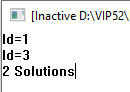 [Inactive D:\VIP52\
Id=1
Id=3
2 Solutions